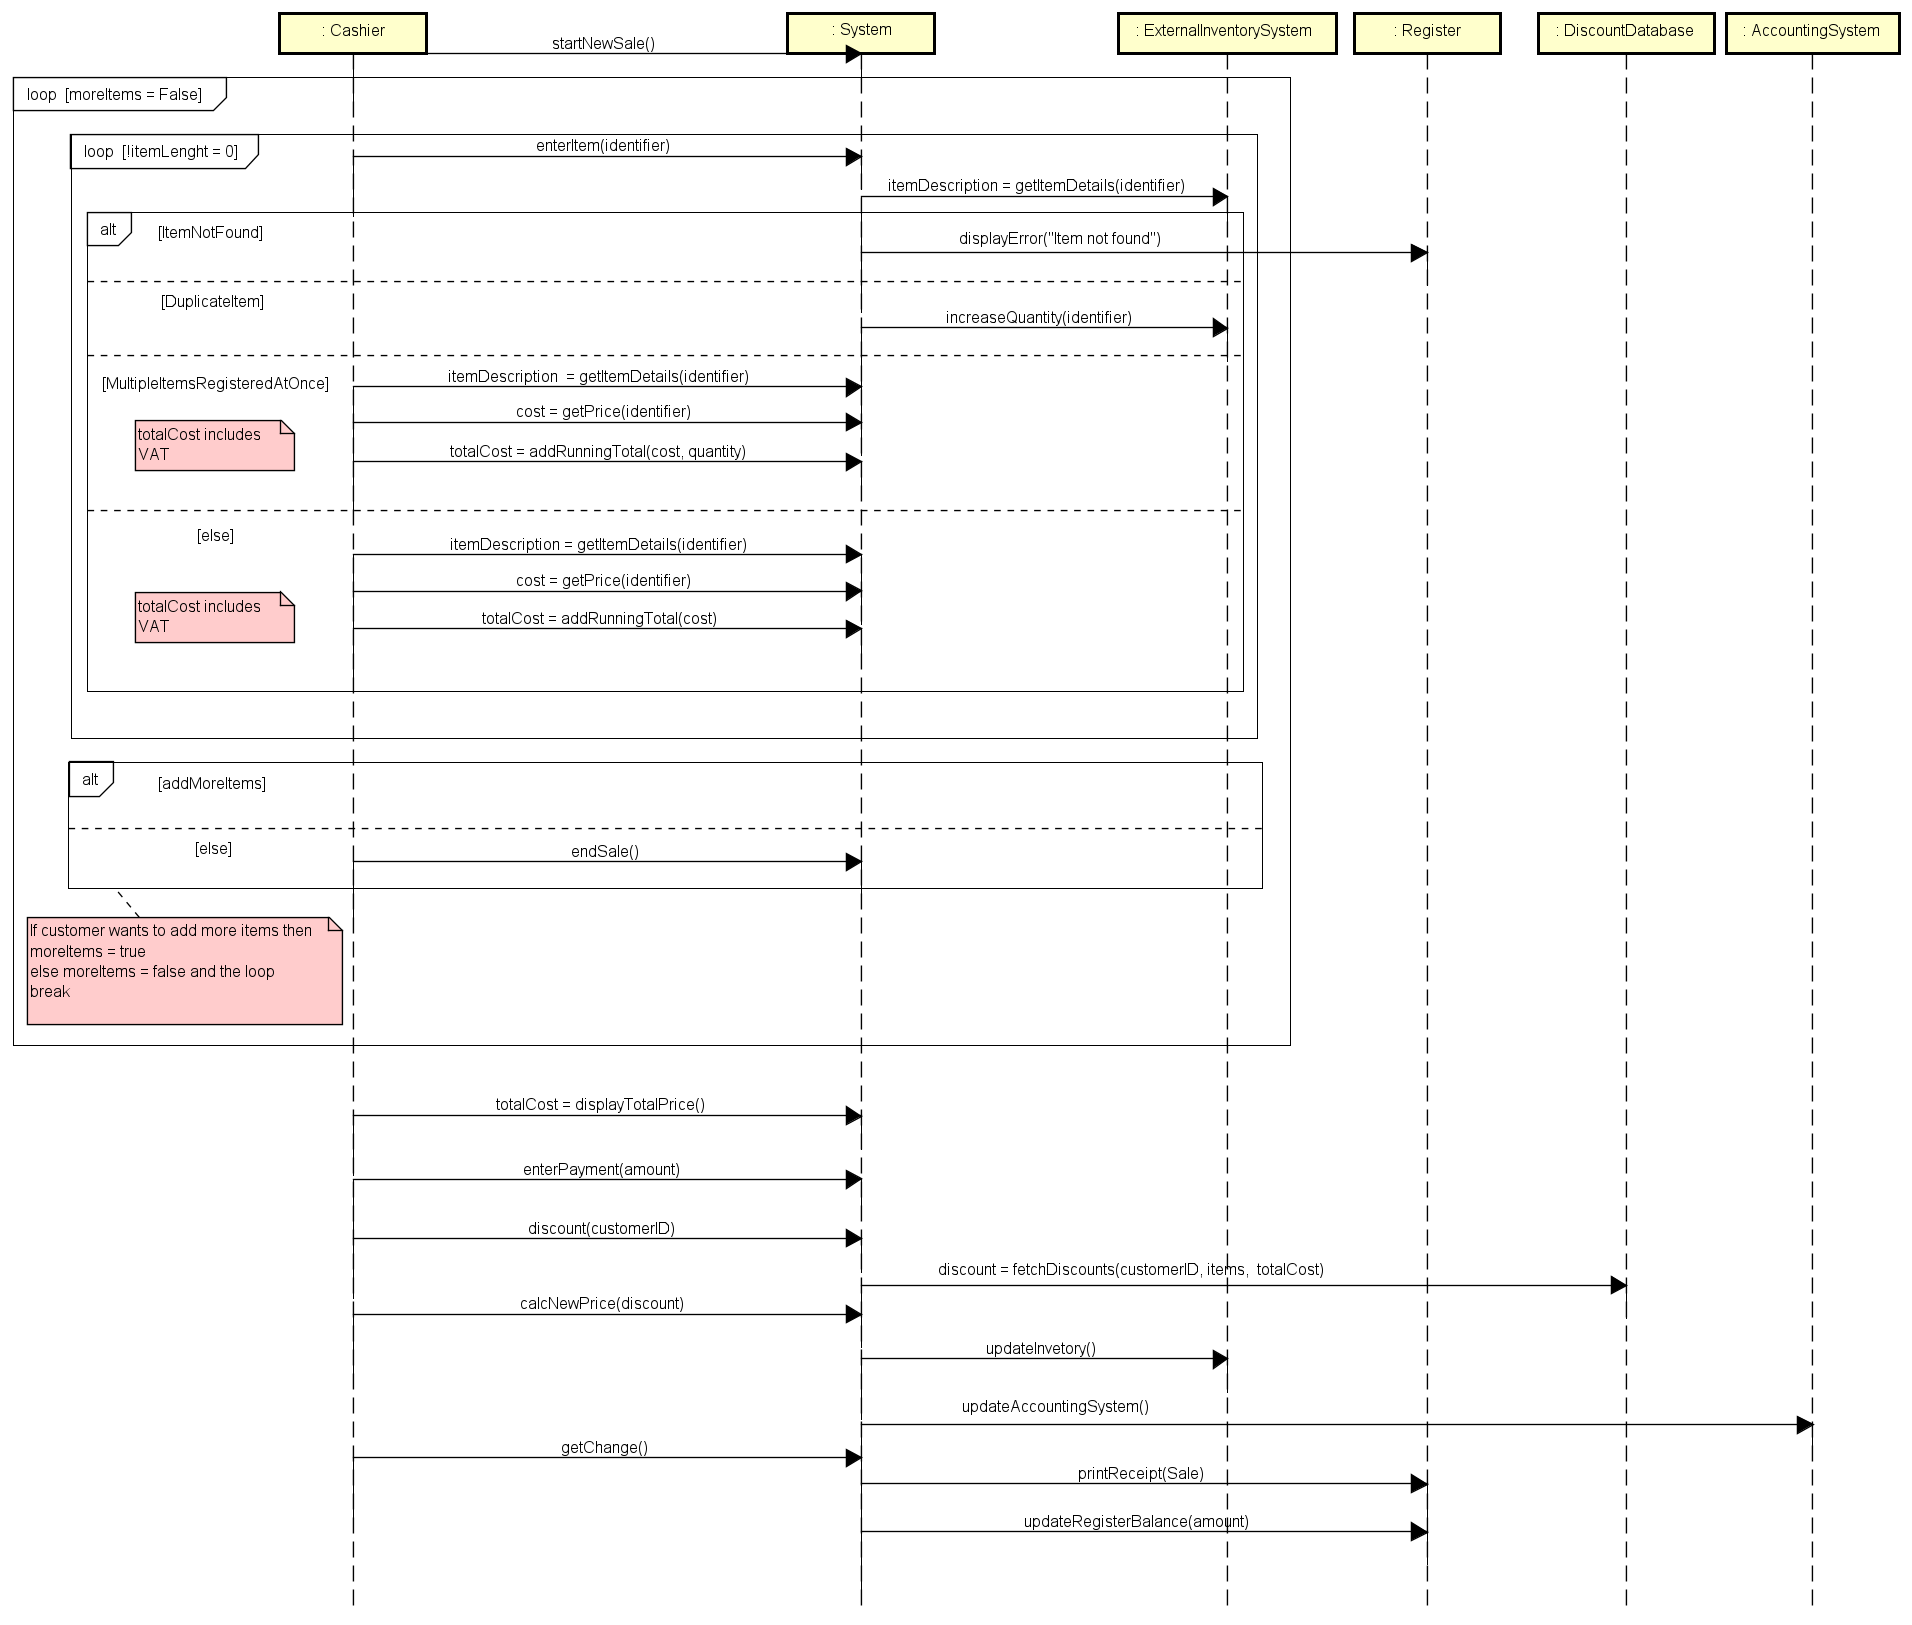 : Cashier
: System
: ExternalInventorySystem
: Register
: DiscountDatabase
: AccountingSystem
startNewSale()
loop [moreItems = False]
loop [!itemLenght = 0]
enterItem(identifier)
itemDescription = getItemDetails(identifier)
alt
[ItemNotFound]
displayError("Item not found")
[DuplicateItem]
increaseQuantity(identifier)
[MultipleItemsRegisteredAtOnce]
itemDescription = getItemDetails(identifier)
cost = getPrice(identifier)
totalCost includes
VAT
totalCost = addRunningTotal(cost, quantity)
[else]
itemDescription = getItemDetails(identifier)
cost = getPrice(identifier)
totalCost includes
VAT
totalCost = addRunningTotal(cost)
alt
[addMoreItems]
[else]
endSale()
If customer wants to add more items then
moreItems = true
else moreItems = false and the loop
break
totalCost = displayTotalPrice()
enterPayment(amount)
discount(customerID)
discount = fetchDiscounts(customerID, items, totalCost)
calcNewPrice(discount)
updateInvetory()
updateAccountingSystem()
getChange()
printReceipt(Sale)
updateRegisterBalance(amount)